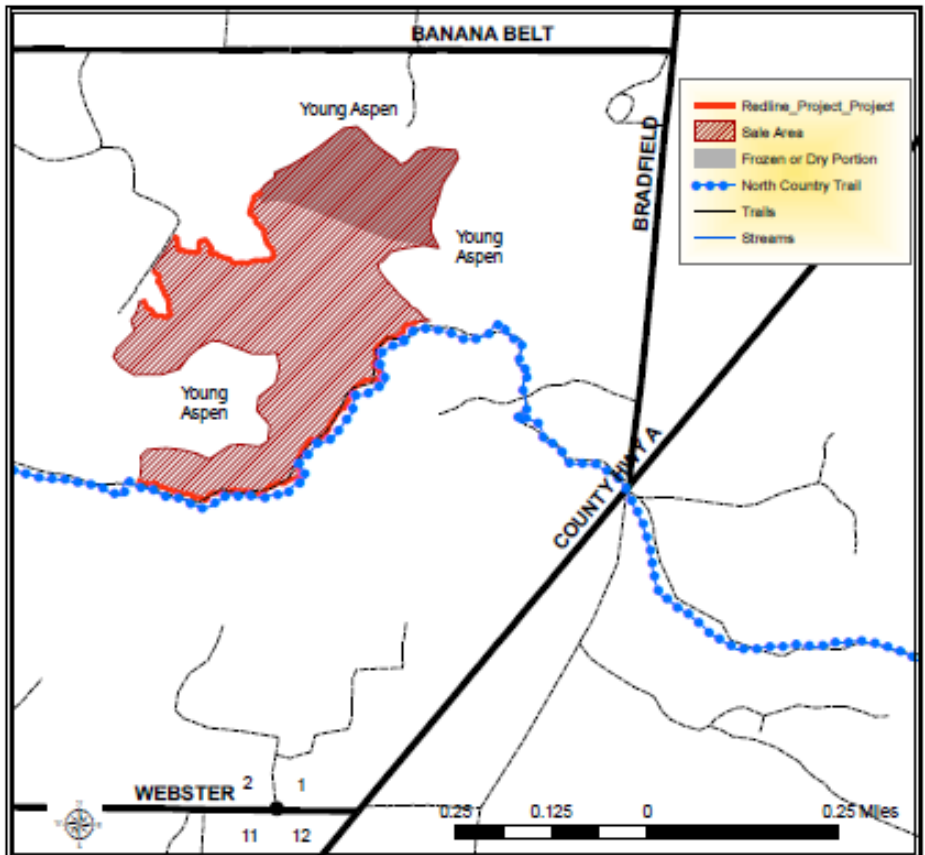 BANANA BELT
Young Aspen
BRADFIELD
Redline_Project_Project
Sale Area
Frozen or Dry Portion
North Country Trail
Trails
Streams
Young
Aspen
Young
Aspen
COUNTY HWY A
WEBSTER
2
1
11
12
0.25
0.125
0
0.25 Miles